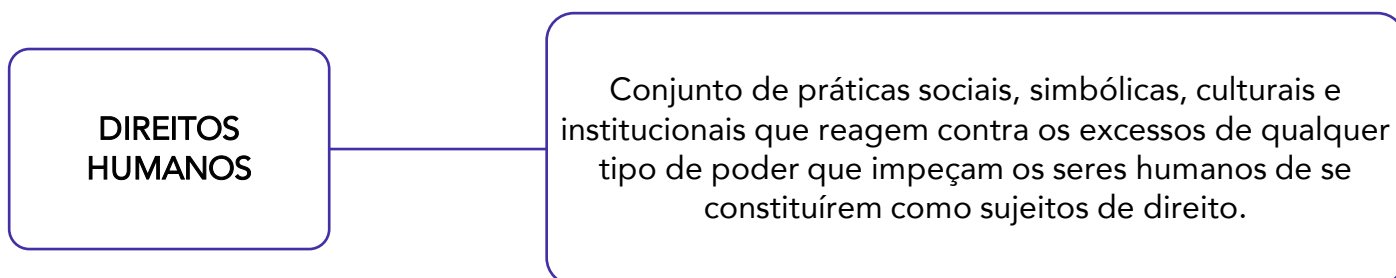 DIREITOS
HUMANOS
Conjunto de práticas sociais, simbólicas, culturais e
institucionais que reagem contra os excessos de qualquer
tipo de poder que impeçam os seres humanos de se
constituírem como sujeitos de direito.